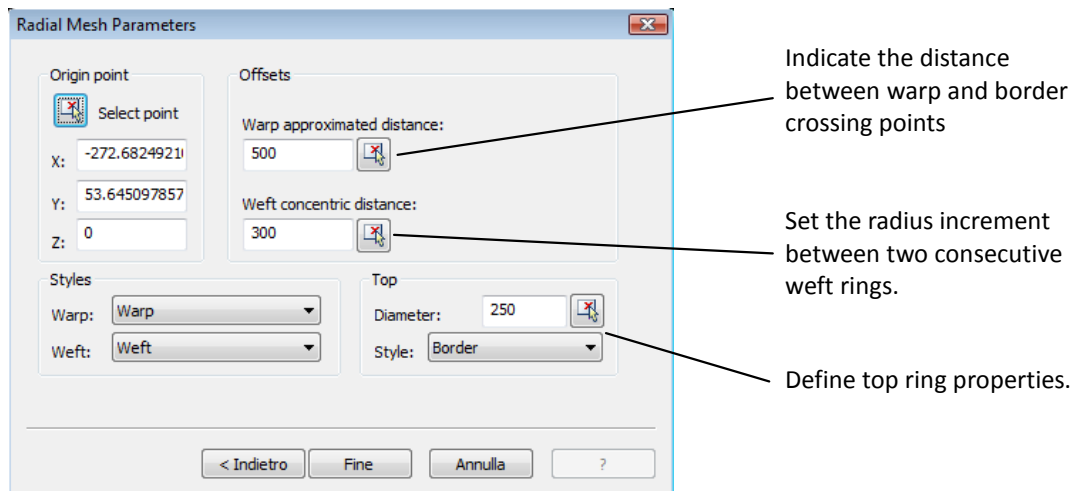 Radial Mesh Parameters
Origin point
Select point
X: -272.6824921
Y: 53.645097857
Z: 0
Offsets
Warp approximated distance:
500
Weft concentric distance:
300
Styles
Warp: Warp
Weft: Weft
Top
Diameter: 250
Style: Border
< Indietro
Fine
Annulla
?
Indicate the distance
between warp and border
crossing points
Set the radius increment
between two consecutive
weft rings.
Define top ring properties.